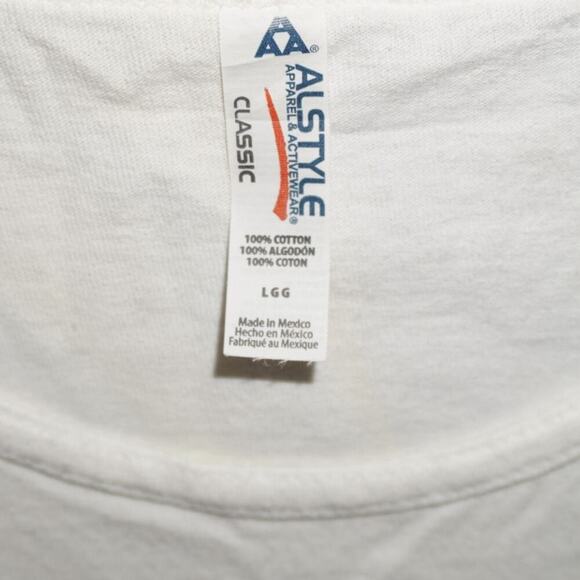 AA®
ALSTYLE
APPAREL & ACTIVEWEAR®
CLASSIC
100% COTTON
100% ALGODÓN
100% COTON
LGG
Made in Mexico
Hecho en México
Fabriqué au Mexique